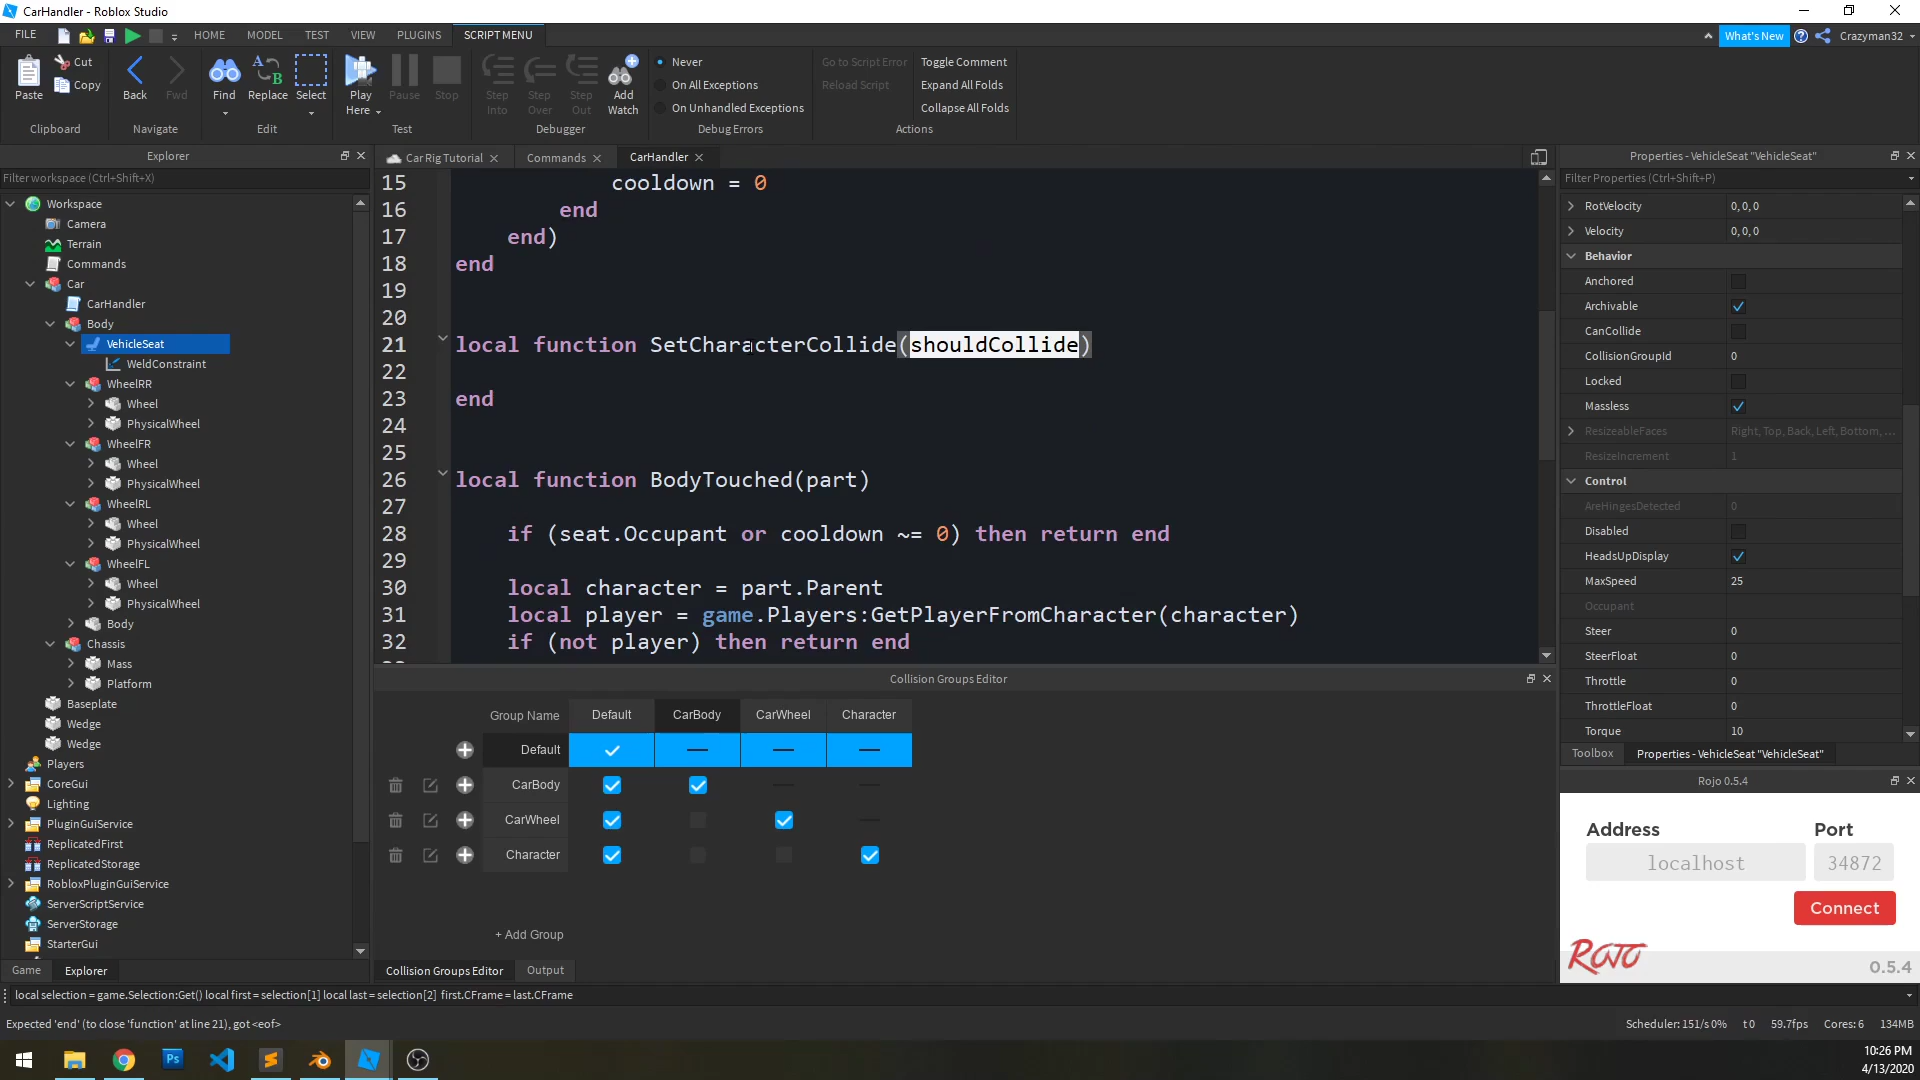 CarHandler - Roblox Studio
FILE HOME MODEL TEST VIEW PLUGINS SCRIPT MENU What's New Crazyman32
Paste Cut Copy Back Fwd Find Replace Select Play Here Pause Stop Step Into Step Over Step Out Add Watch Never On All Exceptions On Unhandled Exceptions Go to Script Error Reload Script Toggle Comment Expand All Folds Collapse All Folds
Clipboard Navigate Edit Test Debugger Debug Errors Actions
Explorer
Filter workspace (Ctrl+Shift+X)
Workspace
Camera
Terrain
Commands
Car
CarHandler
Body
VehicleSeat
WeldConstraint
WheelRR
Wheel
PhysicalWheel
WheelFR
Wheel
PhysicalWheel
WheelRL
Wheel
PhysicalWheel
WheelFL
Wheel
PhysicalWheel
Body
Chassis
Mass
Platform
Baseplate
Wedge
Wedge
Players
CoreGui
Lighting
PluginGuiService
ReplicatedFirst
ReplicatedStorage
RobloxPluginGuiService
ServerScriptService
ServerStorage
StarterGui
Game Explorer
Car Rig Tutorial Commands CarHandler
15 cooldown = 0
16 end
17 end)
18 end
19
20
21 local function SetCharacterCollide(shouldCollide)
22
23 end
24
25
26 local function BodyTouched(part)
27
28 if (seat.Occupant or cooldown ~= 0) then return end
29
30 local character = part.Parent
31 local player = game.Players:GetPlayerFromCharacter(character)
32 if (not player) then return end
Collision Groups Editor
Group Name Default CarBody CarWheel Character
Default
CarBody
CarWheel
Character
+ Add Group
Collision Groups Editor Output
Properties - VehicleSeat "VehicleSeat"
Filter Properties (Ctrl+Shift+P)
RotVelocity 0, 0, 0
Velocity 0, 0, 0
Behavior
Anchored
Archivable
CanCollide
CollisionGroupId 0
Locked
Massless
ResizeableFaces Right, Top, Back, Left, Bottom, ...
ResizeIncrement 1
Control
AreHingesDetected 0
Disabled
HeadsUpDisplay
MaxSpeed 25
Occupant
Steer 0
SteerFloat 0
Throttle 0
ThrottleFloat 0
Torque 10
Toolbox Properties - VehicleSeat "VehicleSeat"
Rojo 0.5.4
Address Port
localhost 34872
Connect
ROJO 0.5.4
local selection = game.Selection:Get() local first = selection[1] local last = selection[2] first.CFrame = last.CFrame
Expected 'end' (to close 'function' at line 21), got <eof> Scheduler: 151/s 0% t 0 59.7fps Cores: 6 134MB
Ps
10:26 PM
4/13/2020